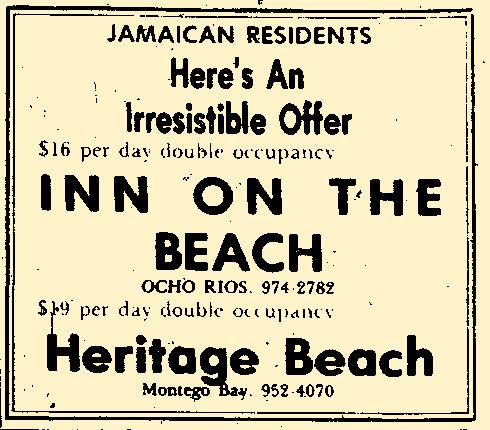 JAMAICAN RESIDENTS
Here's An
Irresistible Offer
$16 per day double occupancy
INN ON THE
BEACH
OCHO RIOS. 974-2782
$19 per day double occupancy
Heritage Beach
Montego Bay. 952-4070